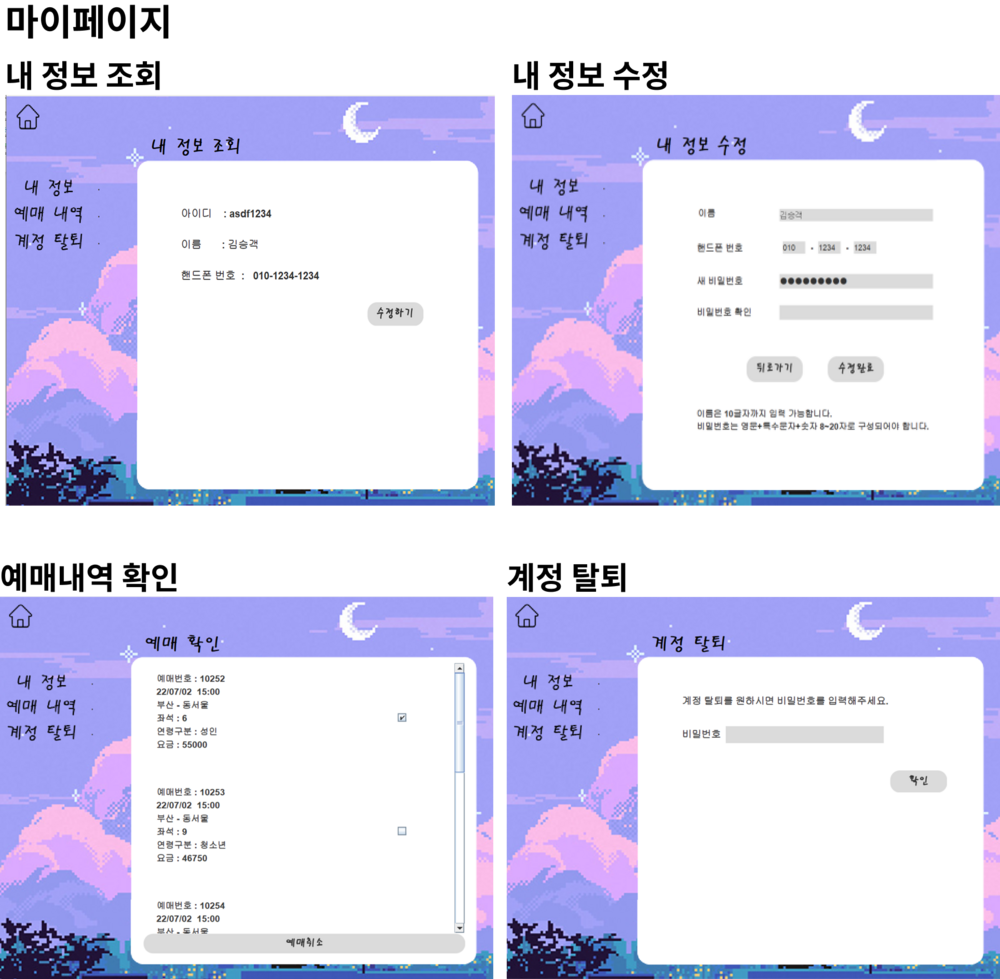 마이페이지
내 정보 조회
내 정보 조회
내 정보
예매 내역
계정 탈퇴
아이디 : asdf1234
이름 : 김승객
핸드폰 번호 : 010-1234-1234
수정하기
내 정보 수정
내 정보 수정
내 정보
예매 내역
계정 탈퇴
이름 김승객
핸드폰 번호 010 - 1234 - 1234
새 비밀번호 ●●●●●●●●●
비밀번호 확인
뒤로가기 수정완료
이름은 10글자까지 입력 가능합니다.
비밀번호는 영문+특수문자+숫자 8~20자로 구성되어야 합니다.
예매내역 확인
예매 확인
내 정보
예매 내역
계정 탈퇴
예매번호 : 10252
22/07/02 15:00
부산 - 동서울
좌석 : 6
연령구분 : 성인
요금 : 55000
예매번호 : 10253
22/07/02 15:00
부산 - 동서울
좌석 : 9
연령구분 : 청소년
요금 : 46750
예매번호 : 10254
22/07/02 15:00
부산 - 동서울
예매취소
계정 탈퇴
계정 탈퇴
내 정보
예매 내역
계정 탈퇴
계정 탈퇴를 원하시면 비밀번호를 입력해주세요.
비밀번호
확인